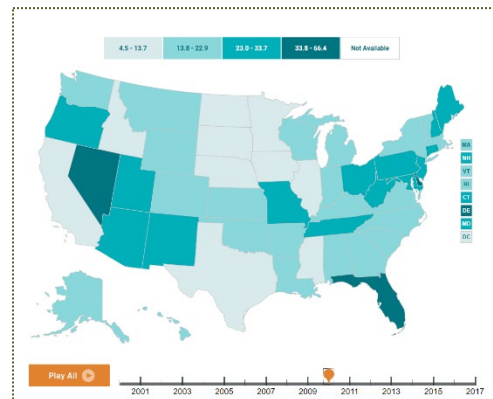 4.5 - 13.7
13.8 - 22.9
23.0 - 33.7
33.8 - 66.4
Not Available
MA
NH
VT
RI
CT
DE
MD
DC
Play All
2001 2003 2005 2007 2009 2011 2013 2015 2017